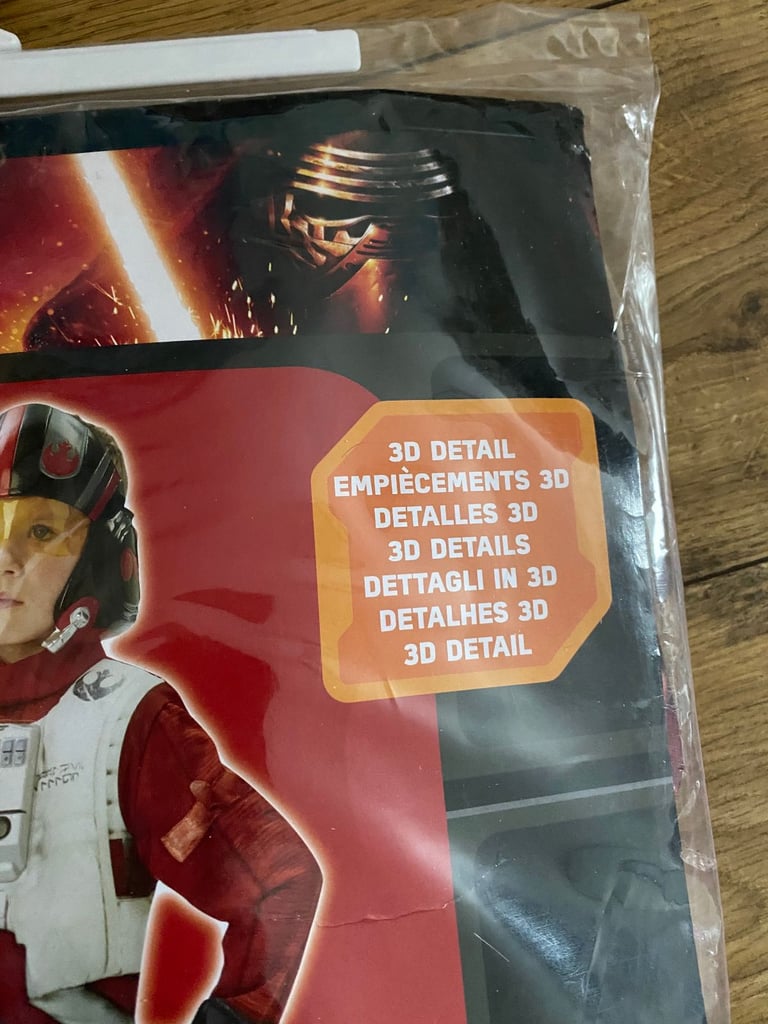 3D DETAIL
EMPIÈCEMENTS 3D
DETALLES 3D
3D DETAILS
DETTAGLI IN 3D
DETALHES 3D
3D DETAIL